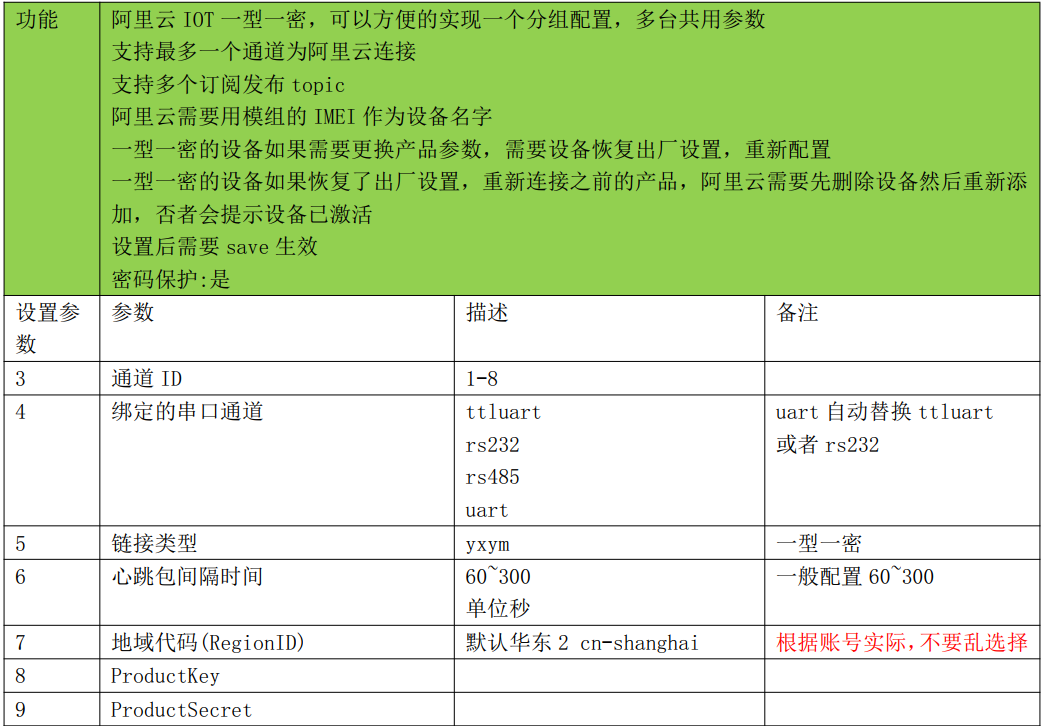 功能
阿里云 IOT 一型一密，可以方便的实现一个分组配置，多台共用参数
支持最多一个通道为阿里云连接
支持多个订阅发布 topic
阿里云需要用模组的 IMEI 作为设备名字
一型一密的设备如果需要更换产品参数，需要设备恢复出厂设置，重新配置
一型一密的设备如果恢复了出厂设置，重新连接之前的产品，阿里云需要先删除设备然后重新添
加，否者会提示设备已激活
设置后需要 save 生效
密码保护:是
设置参
数
参数
描述
备注
3
通道 ID
1-8
4
绑定的串口通道
ttluart
rs232
rs485
uart
uart 自动替换 ttluart
或者 rs232
5
链接类型
yxym
一型一密
6
心跳包间隔时间
60~300
单位秒
一般配置 60~300
7
地域代码(RegionID)
默认华东 2 cn-shanghai
根据账号实际,不要乱选择
8
ProductKey
9
ProductSecret